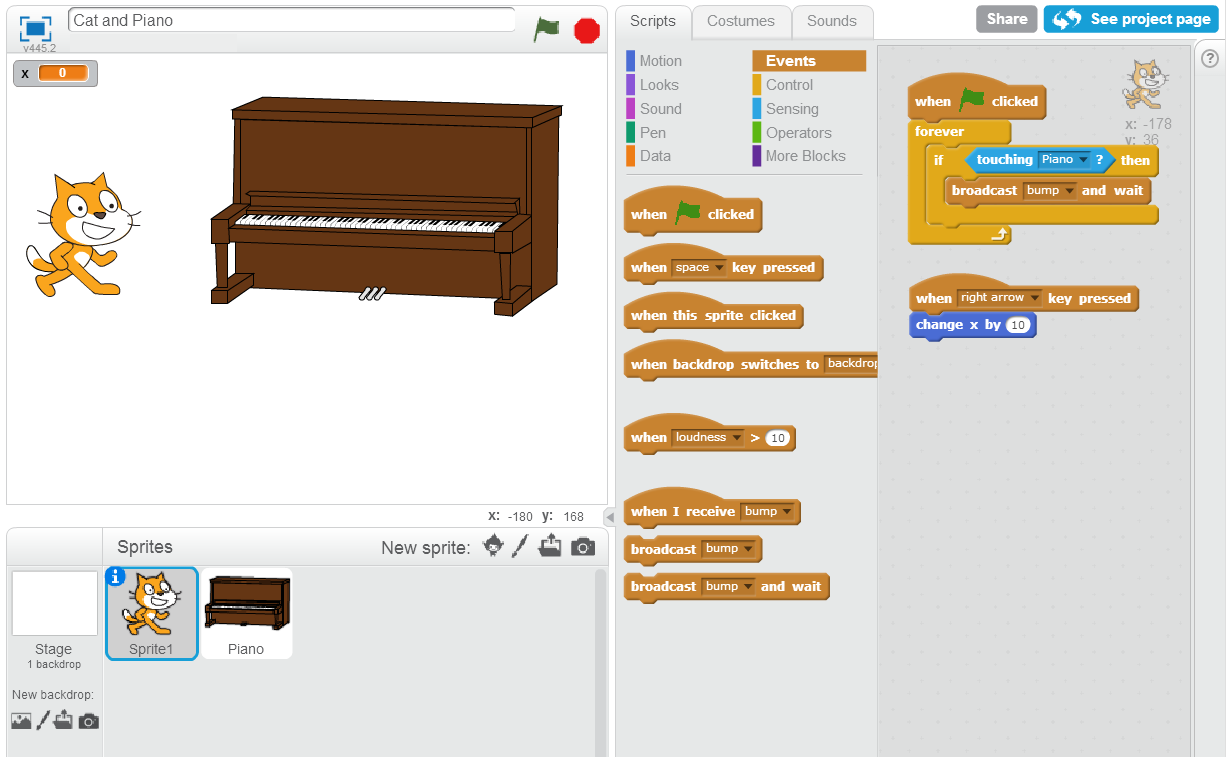 Cat and Piano
v445.2
x 0
x: -180 y: 168
Sprites
New sprite:
Stage
1 backdrop
New backdrop:
Sprite1
Piano
Scripts
Costumes
Sounds
Share
See project page
?
Motion
Looks
Sound
Pen
Data
Events
Control
Sensing
Operators
More Blocks
when clicked
when space key pressed
when this sprite clicked
when backdrop switches to backdrop
when loudness > 10
when I receive bump
broadcast bump
broadcast bump and wait
when clicked
forever
if touching Piano ? then
broadcast bump and wait
when right arrow key pressed
change x by 10
x: -178
y: 36